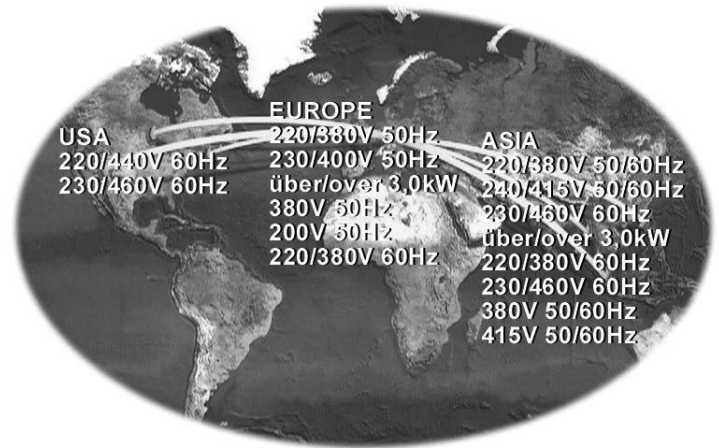 USA
220/440V 60Hz
230/460V 60Hz
EUROPE
220/380V 50Hz
230/400V 50Hz
über/over 3,0kW
380V 50Hz
200V 50Hz
220/380V 60Hz
ASIA
220/380V 50/60Hz
240/415V 50/60Hz
230/460V 60Hz
über/over 3,0kW
220/380V 60Hz
230/460V 60Hz
380V 50/60Hz
415V 50/60Hz